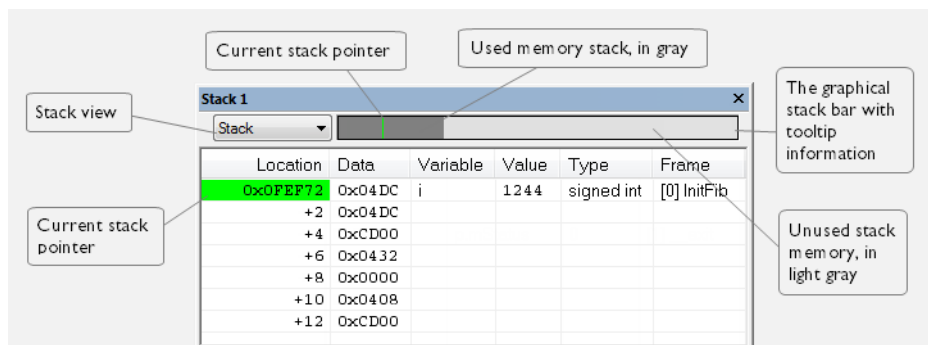 Current stack pointer
Used memory stack, in gray
The graphical
stack bar with
tooltip
information
Stack view
Stack 1
Stack
Location Data Variable Value Type Frame
0x0FEF72 0x04DC i 1244 signed int [0] InitFib
+2 0x04DC
+4 0xCD00
+6 0x0432
+8 0x0000
+10 0x0408
+12 0xCD00
Current stack
pointer
Unused stack
memory, in
light gray